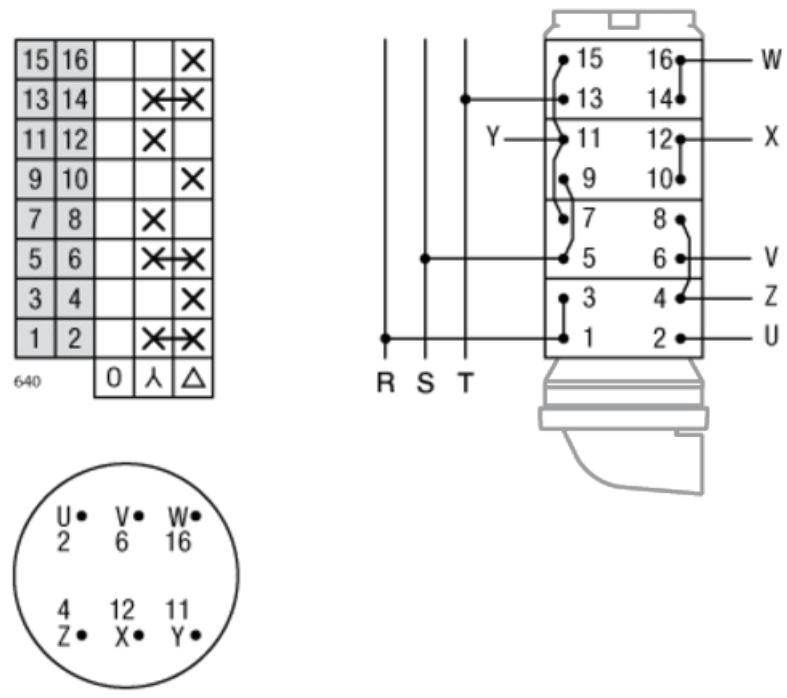 15 16
13 14
11 12
9 10
7 8
5 6
3 4
1 2
640 0 人 △
15 16 W
13 14
Y 11 12 X
9 10
7 8
5 6 V
3 4 Z
1 2 U
R S T
U V W
2 6 16
4 12 11
Z X Y